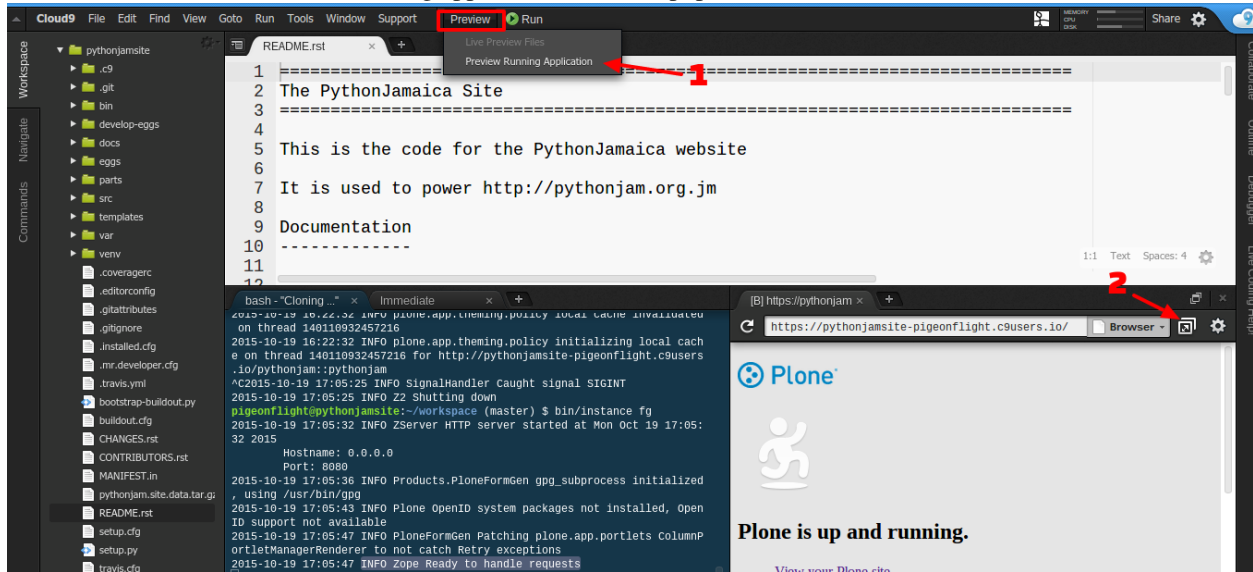 Cloud9 File Edit Find View Goto Run Tools Window Support Preview Run
MEMORY
CPU
DISK
Share
Live Preview Files
Preview Running Application
1
Workspace
Navigate
Commands
pythonjamsite
.c9
.git
bin
develop-eggs
docs
eggs
parts
src
templates
var
venv
.coveragerc
.editorconfig
.gitattributes
.gitignore
.installed.cfg
.mr.developer.cfg
.travis.yml
bootstrap-buildout.py
buildout.cfg
CHANGES.rst
CONTRIBUTORS.rst
MANIFEST.in
pythonjam.site.data.tar.gz
README.rst
setup.cfg
setup.py
travis.cfg
README.rst × +
1 =========================================================================
2 The PythonJamaica Site
3 =========================================================================
4
5 This is the code for the PythonJamaica website
6
7 It is used to power http://pythonjam.org.jm
8
9 Documentation
10 -------------
11
12
1:1 Text Spaces: 4
Collaborate
Outline
Debugger
Live Coding Help
bash - "Cloning ..." × Immediate × +
2015-10-19 16:22:32 INFO plone.app.theming.policy local cache invalidated
on thread 140110932457216
2015-10-19 16:22:32 INFO plone.app.theming.policy initializing local cach
e on thread 140110932457216 for http://pythonjamsite-pigeonflight.c9users
.io/pythonjam::pythonjam
^C2015-10-19 17:05:25 INFO SignalHandler Caught signal SIGINT
2015-10-19 17:05:25 INFO Z2 Shutting down
pigeonflight@pythonjamsite:~/workspace (master) $ bin/instance fg
2015-10-19 17:05:32 INFO ZServer HTTP server started at Mon Oct 19 17:05:
32 2015
Hostname: 0.0.0.0
Port: 8080
2015-10-19 17:05:36 INFO Products.PloneFormGen gpg_subprocess initialized
, using /usr/bin/gpg
2015-10-19 17:05:43 INFO Plone OpenID system packages not installed, Open
ID support not available
2015-10-19 17:05:47 INFO PloneFormGen Patching plone.app.portlets ColumnP
ortletManagerRenderer to not catch Retry exceptions
2015-10-19 17:05:47 INFO Zope Ready to handle requests
2
[B] https://pythonjam × +
https://pythonjamsite-pigeonflight.c9users.io/ Browser
Plone
Plone is up and running.
View your Plone site